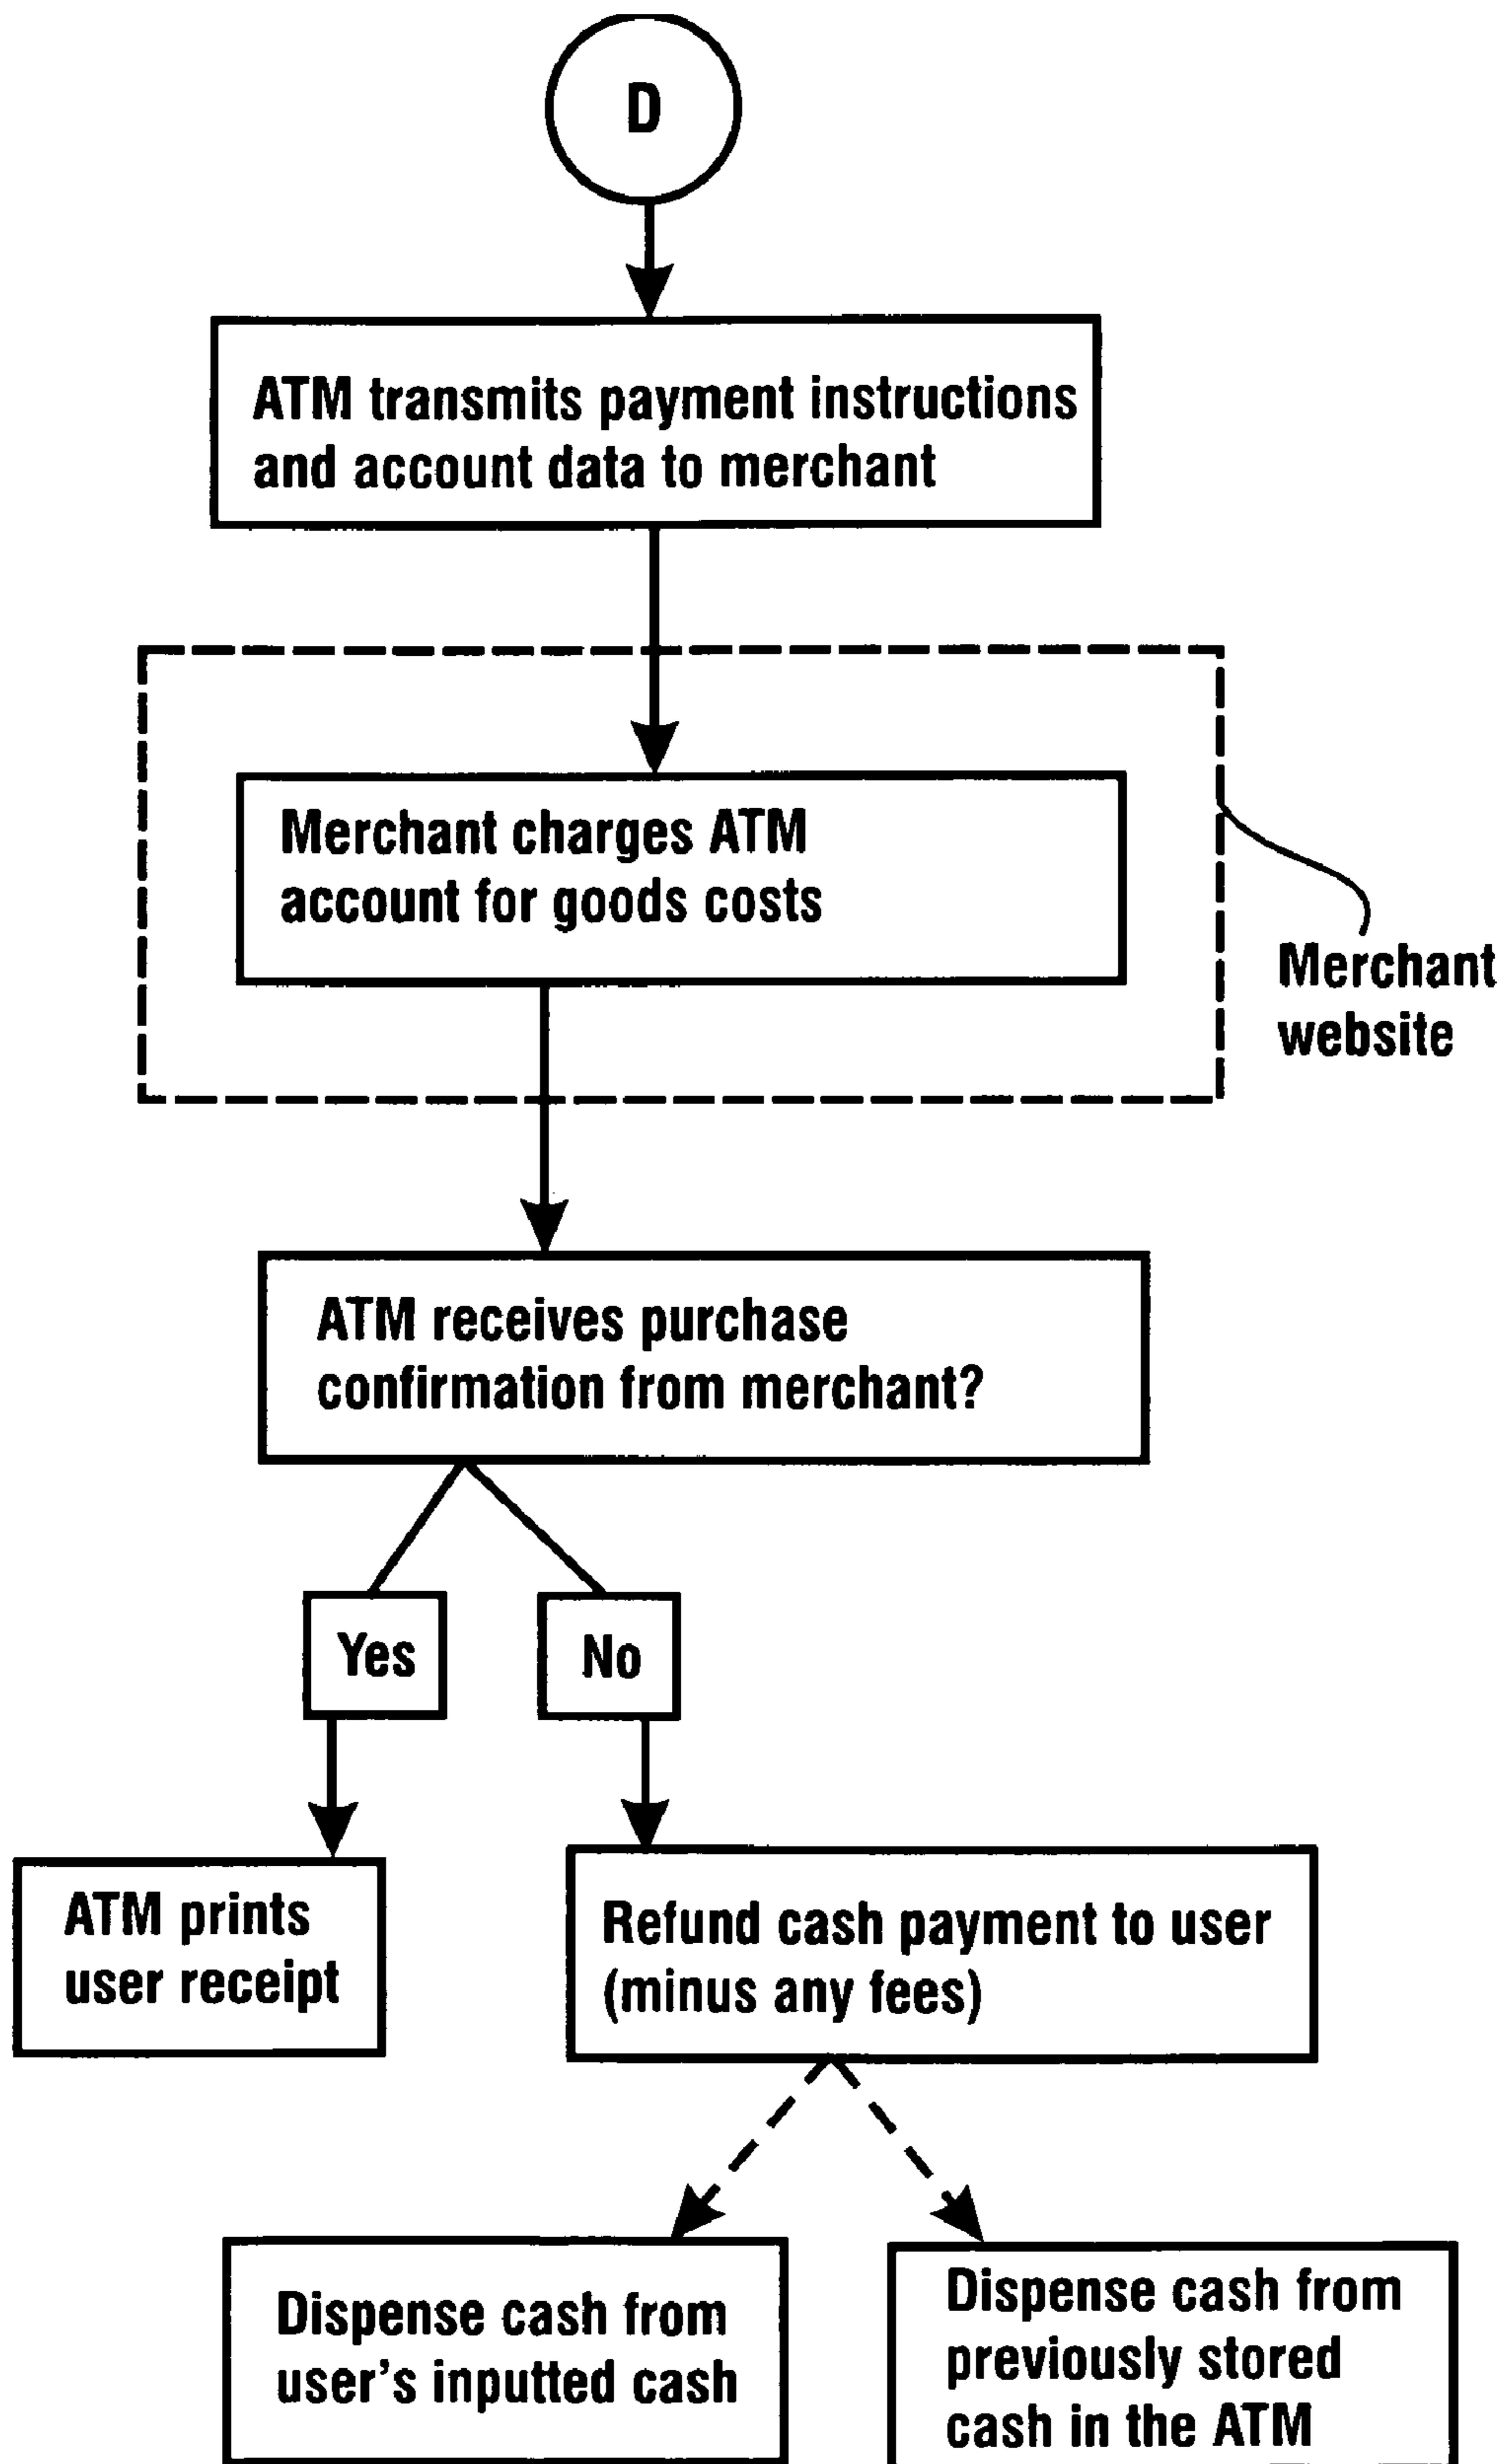 D
ATM transmits payment instructions
and account data to merchant
Merchant charges ATM
account for goods costs
Merchant
website
ATM receives purchase
confirmation from merchant?
Yes
No
ATM prints
user receipt
Refund cash payment to user
(minus any fees)
Dispense cash from
user's inputted cash
Dispense cash from
previously stored
cash in the ATM